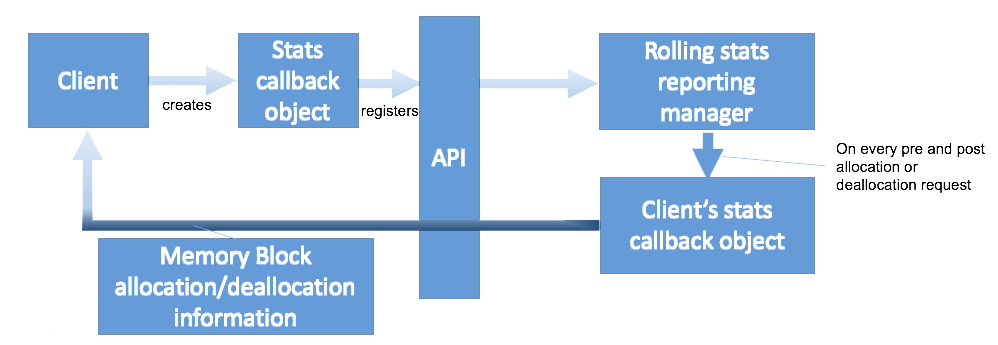 Client
creates
Stats
callback
object
registers
API
Rolling stats
reporting
manager
On every pre and post
allocation or
deallocation request
Client's stats
callback object
Memory Block
allocation/deallocation
information